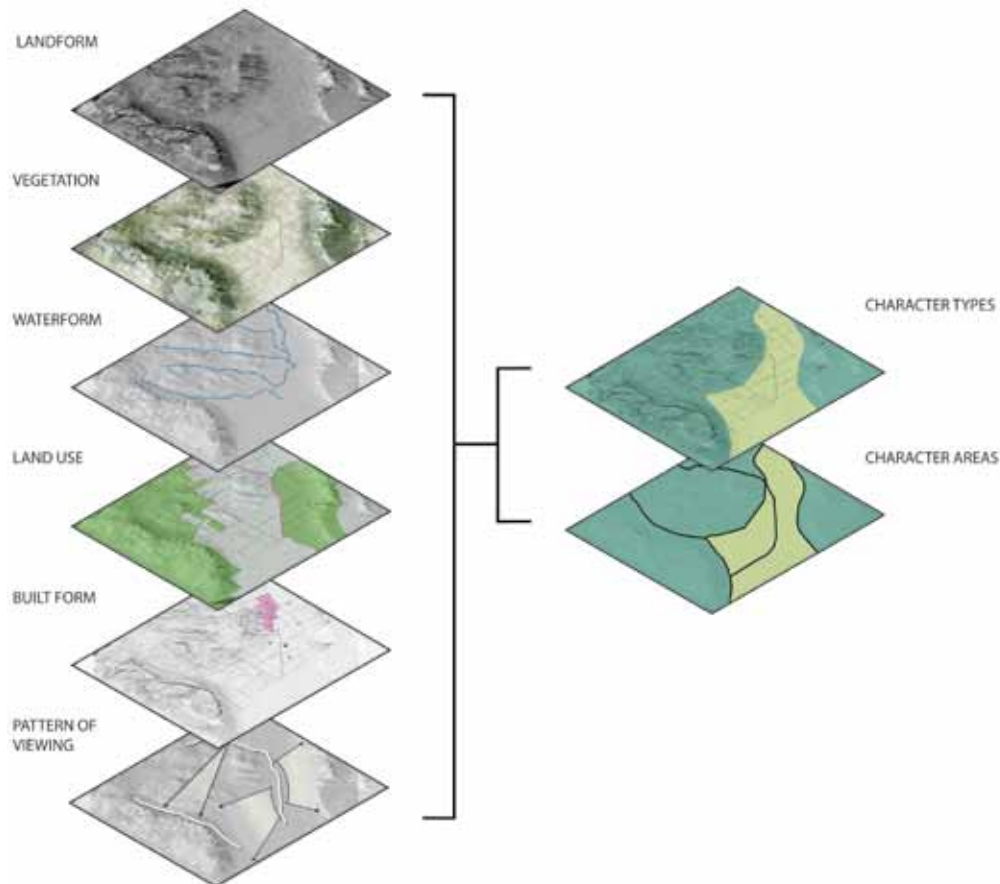 LANDFORM
VEGETATION
WATERFORM
LAND USE
BUILT FORM
PATTERN OF
VIEWING
CHARACTER TYPES
CHARACTER AREAS